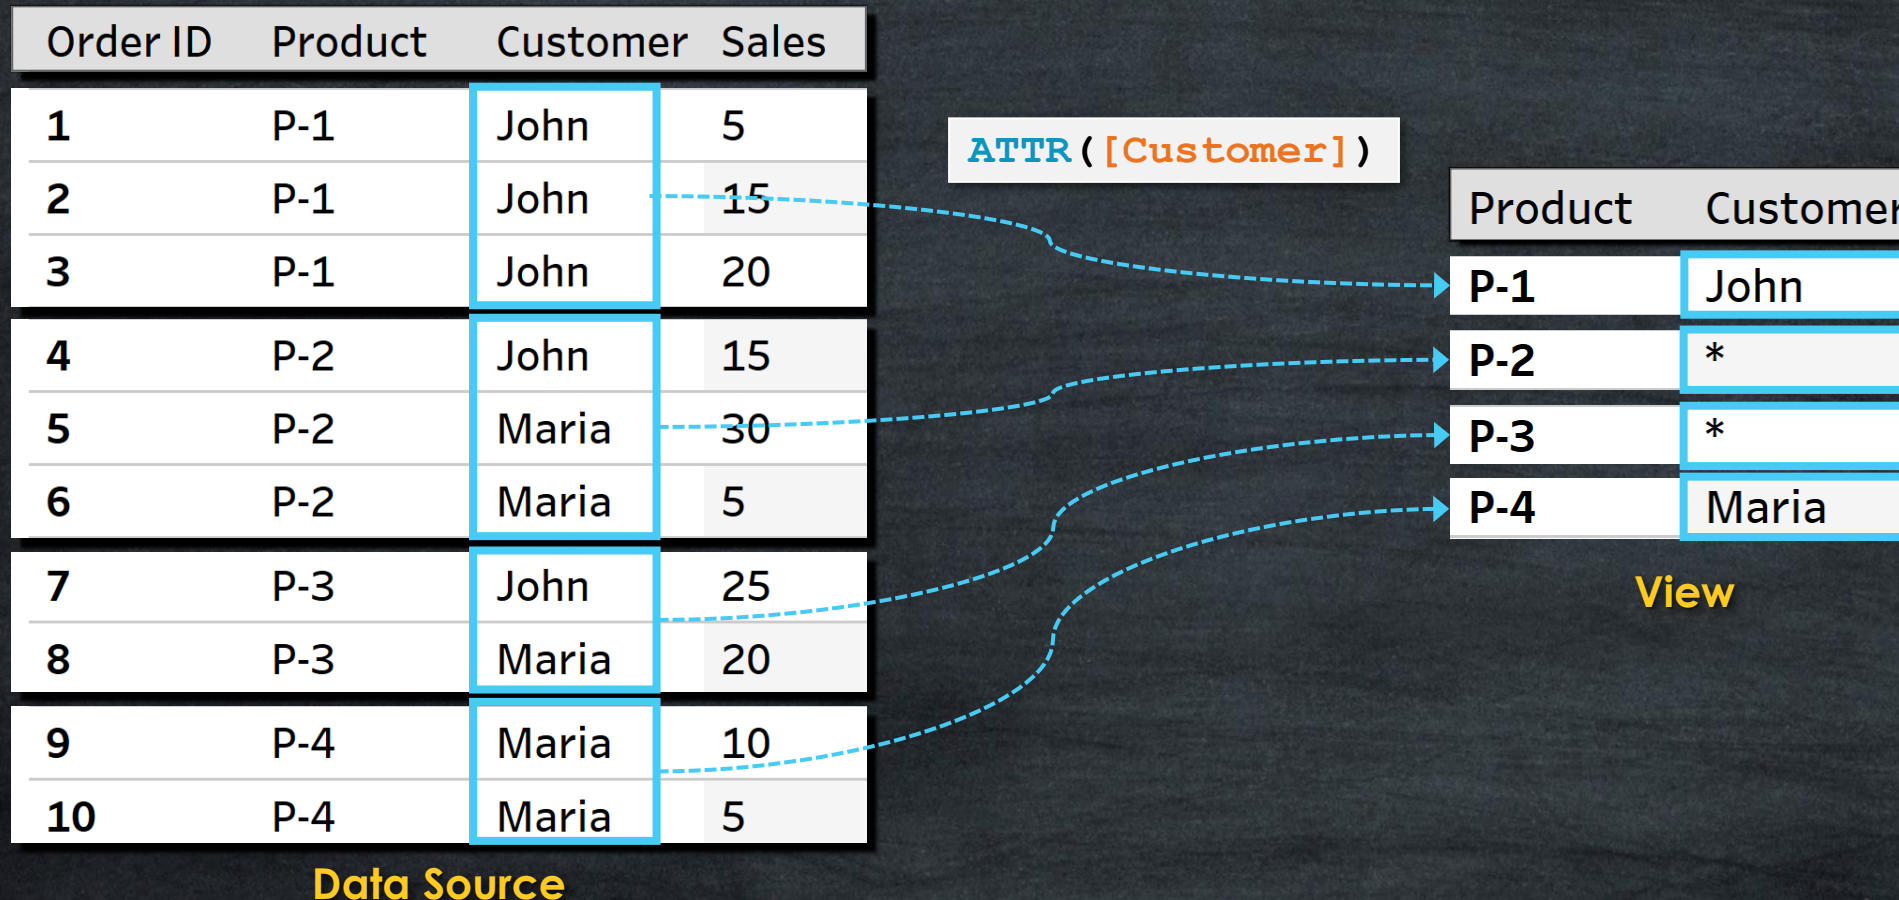 Order ID Product Customer Sales
1 P-1 John 5
2 P-1 John 15
3 P-1 John 20
4 P-2 John 15
5 P-2 Maria 30
6 P-2 Maria 5
7 P-3 John 25
8 P-3 Maria 20
9 P-4 Maria 10
10 P-4 Maria 5
Data Source
ATTR([Customer])
Product Customer
P-1 John
P-2 *
P-3 *
P-4 Maria
View